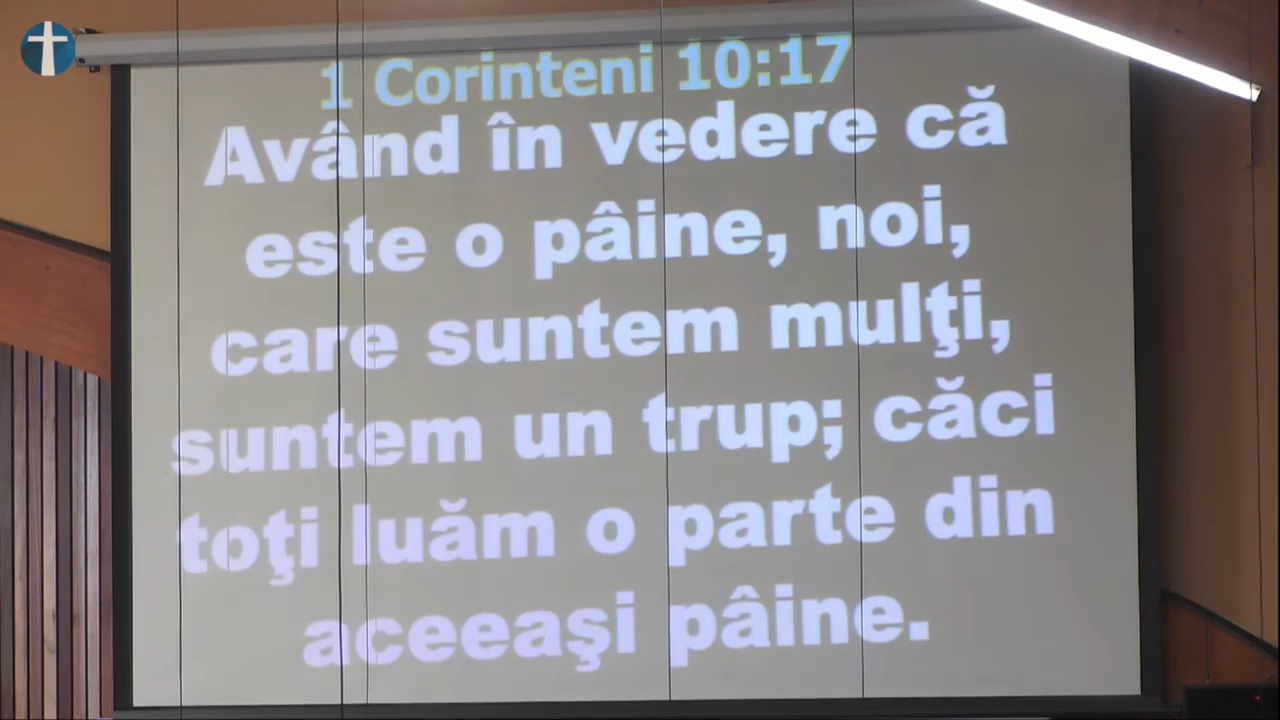 1 Corinteni 10:17
Având în vedere că
este o pâine, noi,
care suntem mulţi,
suntem un trup; căci
toţi luăm o parte din
aceeaşi pâine.